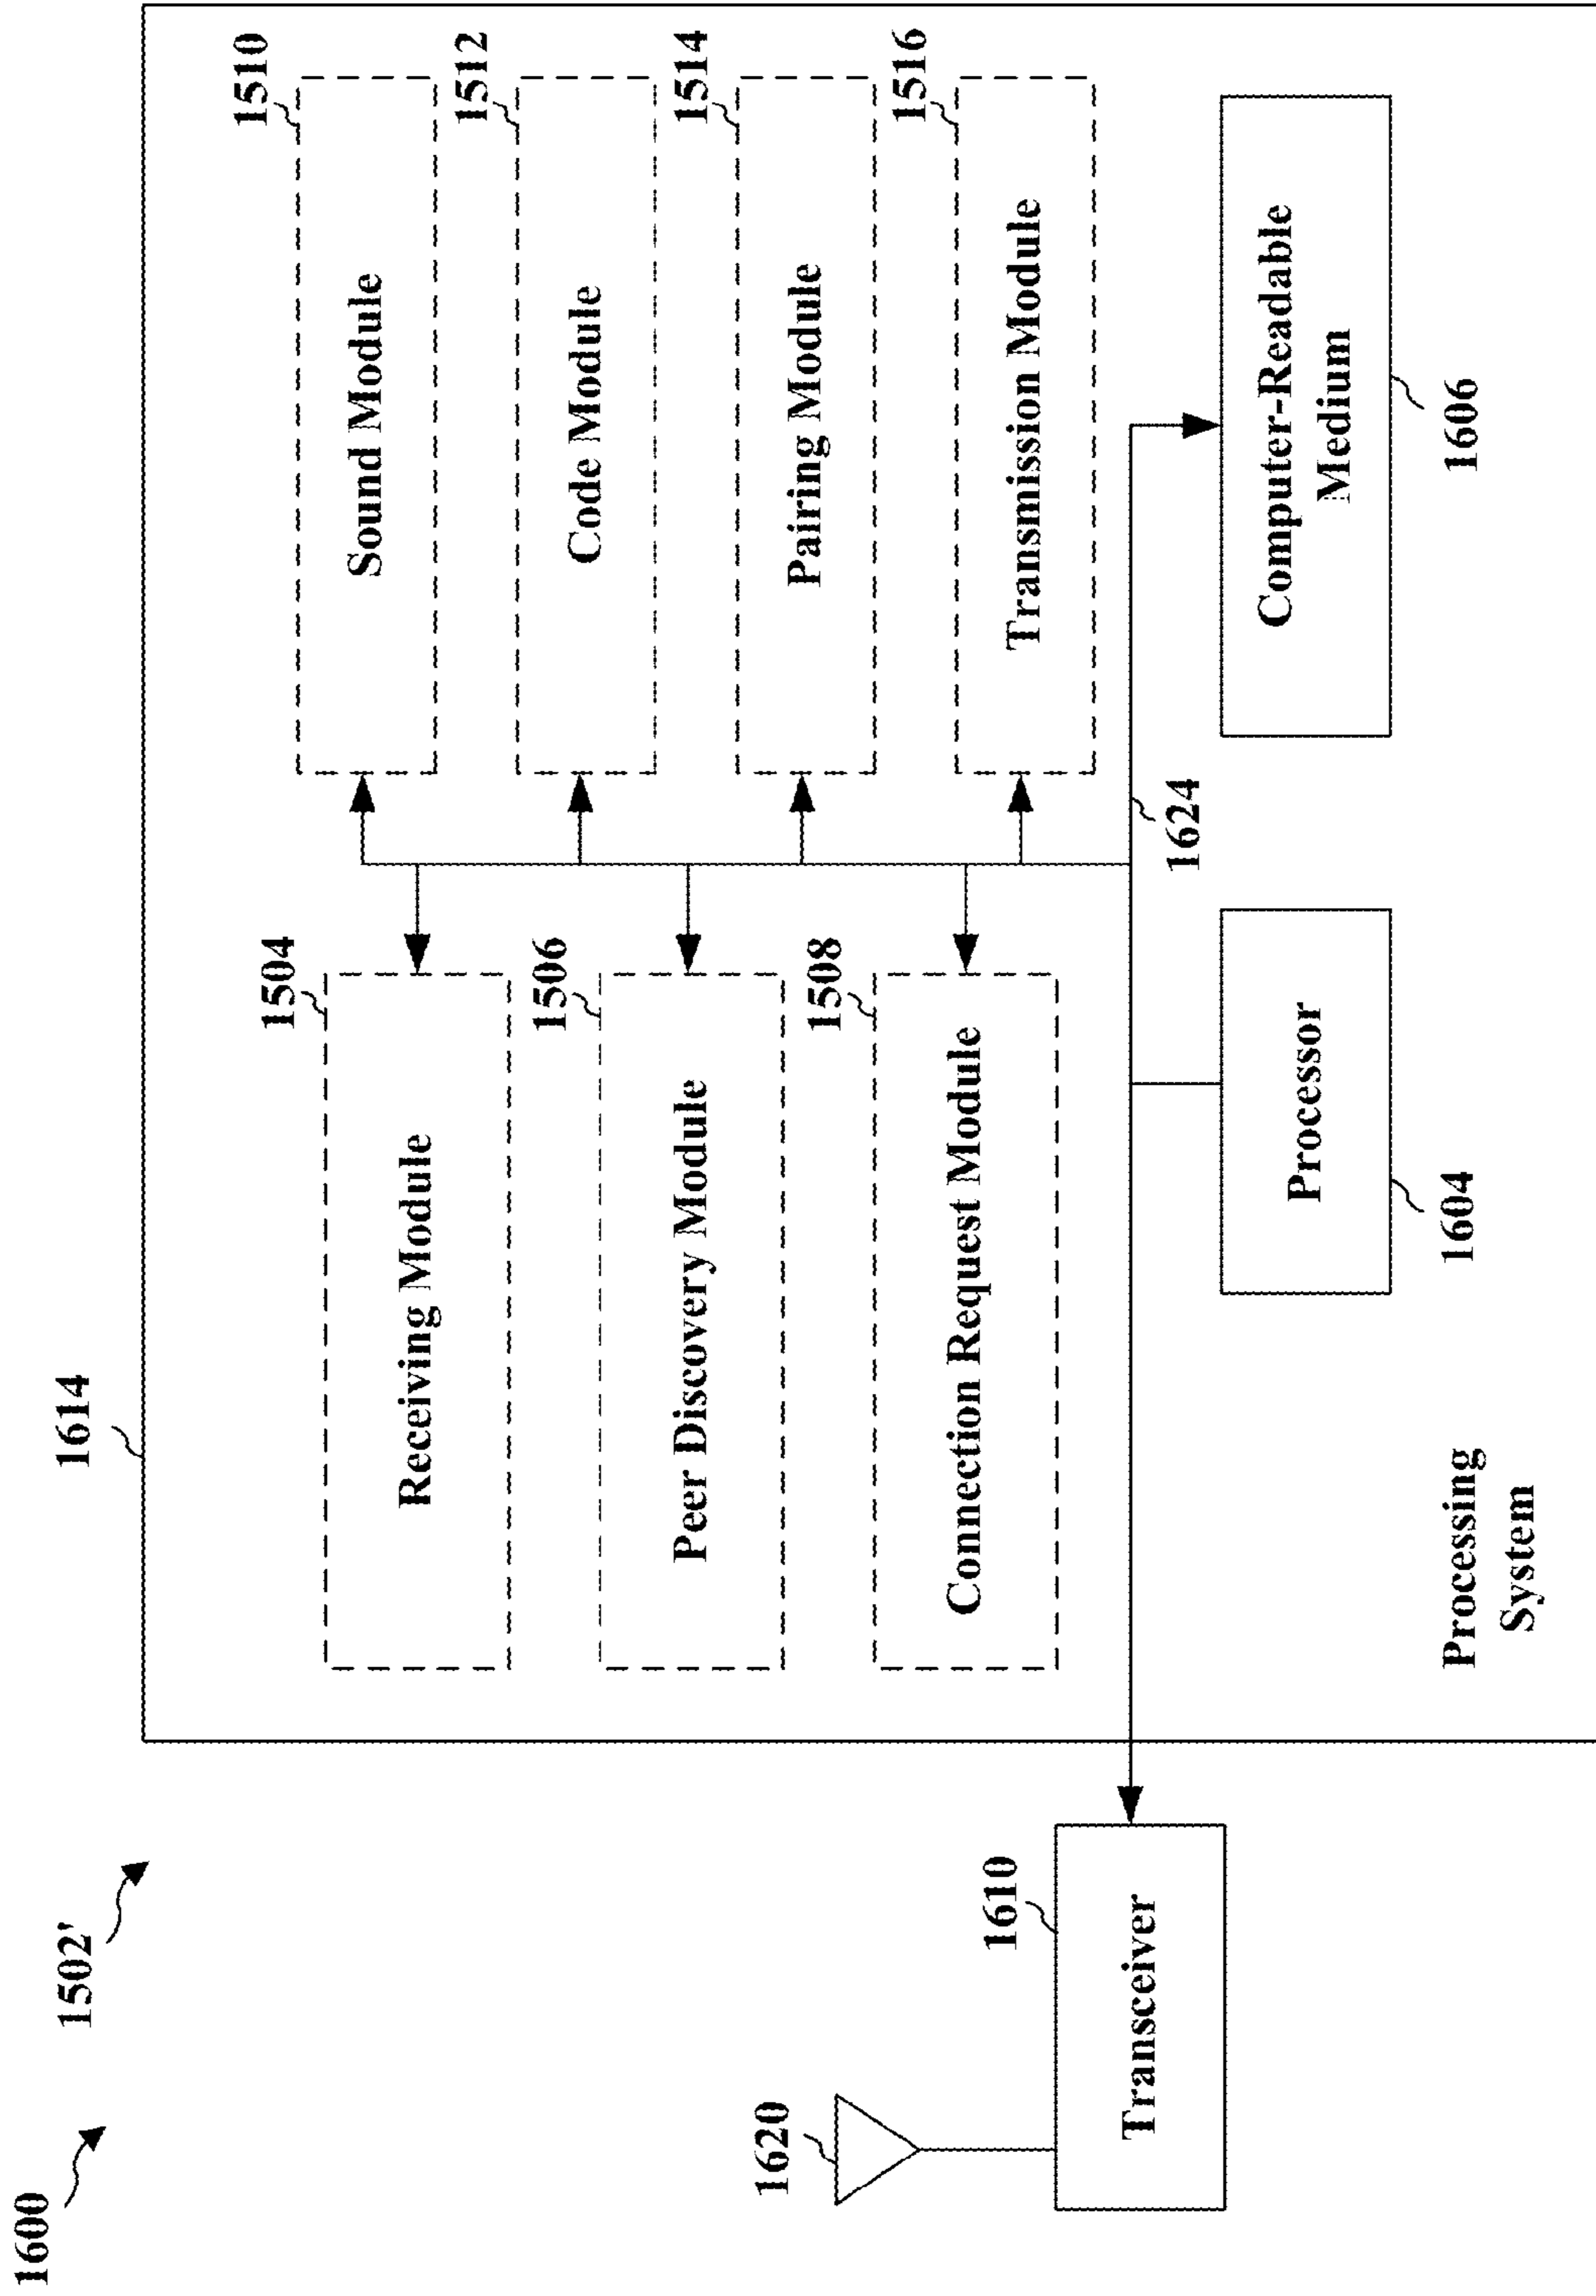 1600
1502'
1614
1504
Receiving Module
1506
Peer Discovery Module
1508
Connection Request Module
1510
Sound Module
1512
Code Module
1514
Pairing Module
1516
Transmission Module
1620
1610
Transceiver
1624
Processor
1604
Computer-Readable
Medium
1606
Processing
System